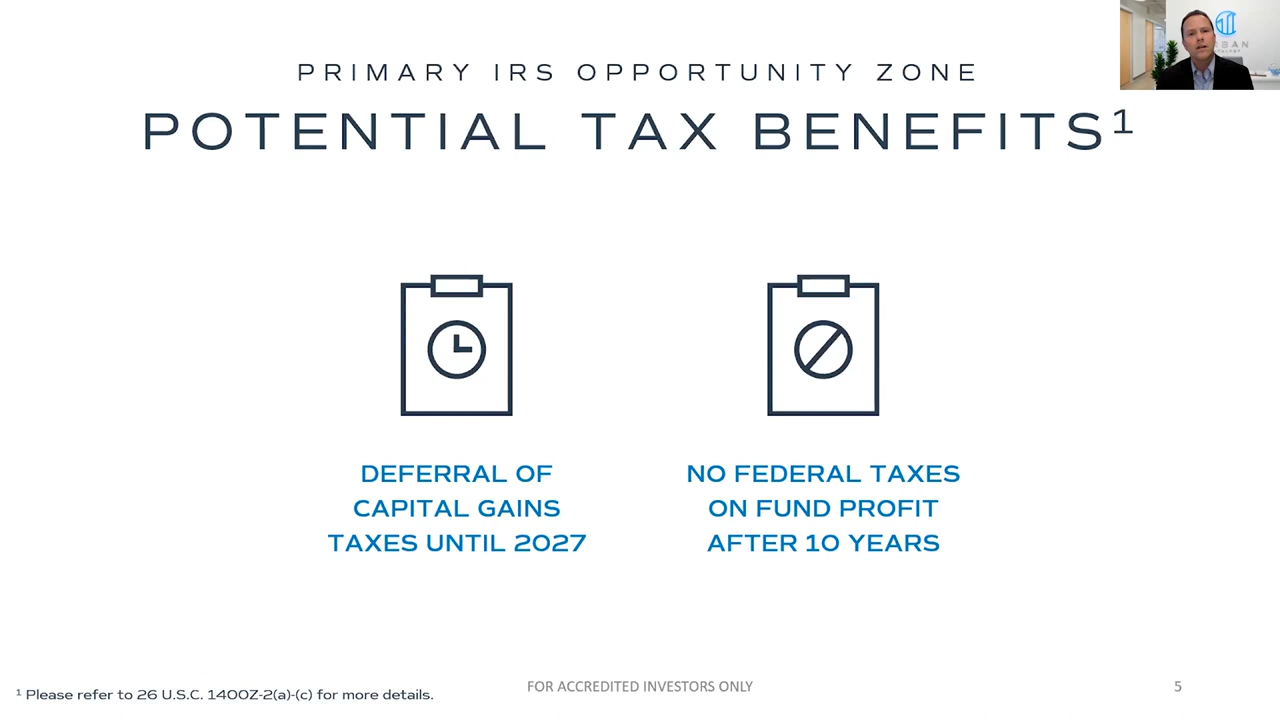 PRIMARY IRS OPPORTUNITY ZONE
POTENTIAL TAX BENEFITS¹
DEFERRAL OF
CAPITAL GAINS
TAXES UNTIL 2027
NO FEDERAL TAXES
ON FUND PROFIT
AFTER 10 YEARS
¹ Please refer to 26 U.S.C. 1400Z-2(a)-(c) for more details.
FOR ACCREDITED INVESTORS ONLY
5